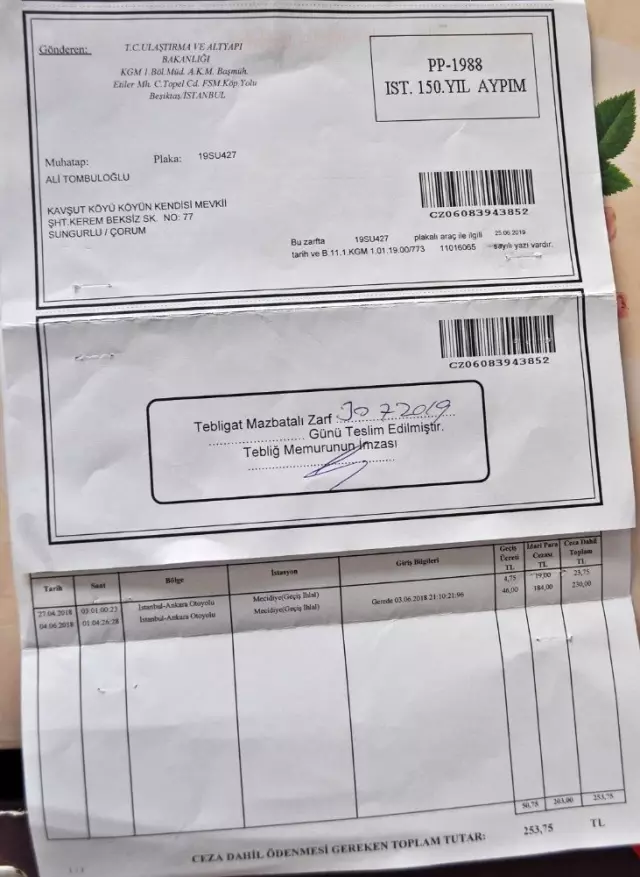 Gönderen:
T.C.ULAŞTIRMA VE ALTYAPI
BAKANLIĞI
KGM 1.Böl.Müd. A.K.M. Başmüh.
Etiler Mh. C.Topel Cd. FSM.Köp.Yolu
Beşiktaş/İSTANBUL
PP-1988
IST. 150.YIL AYPIM
Muhatap: Plaka: 19SU427
ALİ TOMBULOĞLU
KAVŞUT KÖYÜ KÖYÜN KENDİSİ MEVKİİ
ŞHT.KEREM BEKSİZ SK. NO: 77
SUNGURLU / ÇORUM
CZ06083943852
Bu zarfta 19SU427 plakalı araç ile ilgili 23.06.2019
tarih ve B.11.1.KGM 1.01.19.00/773 11016065 sayılı yazı vardır.
CZ06083943852
Tebligat Mazbatalı Zarf 30 7 2019
Günü Teslim Edilmiştir.
Tebliğ Memurunun İmzası
Tarih Saat Bölge İstasyon Giriş Bilgileri Geçiş Ücreti TL İdari Para Cezası TL Ceza Dahil Toplam TL
27.04.2018 03:01:00:23 İstanbul-Ankara Otoyolu Mecidiye(Geçiş İhlal) 4,75 19,00 23,75
04.06.2018 01:04:26:28 İstanbul-Ankara Otoyolu Mecidiye(Geçiş İhlal) Gerede 03.06.2018 21:10:21:96 46,00 184,00 230,00
50,75 203,00 253,75
CEZA DAHİL ÖDENMESİ GEREKEN TOPLAM TUTAR: 253,75 TL